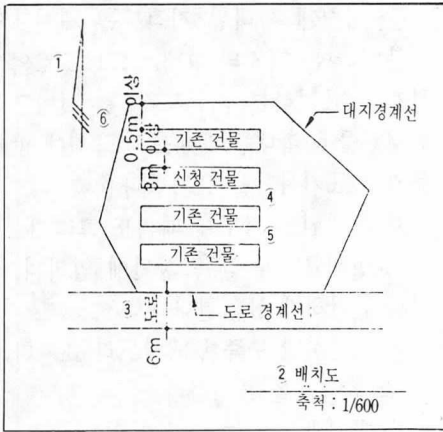 ①
⑥
0.5m 이상
대지경계선
기존 건물
3m 이상
신청 건물
④
기존 건물
⑤
기존 건물
3
도로 경계선
6m 도로
② 배치도
축척 : 1/600